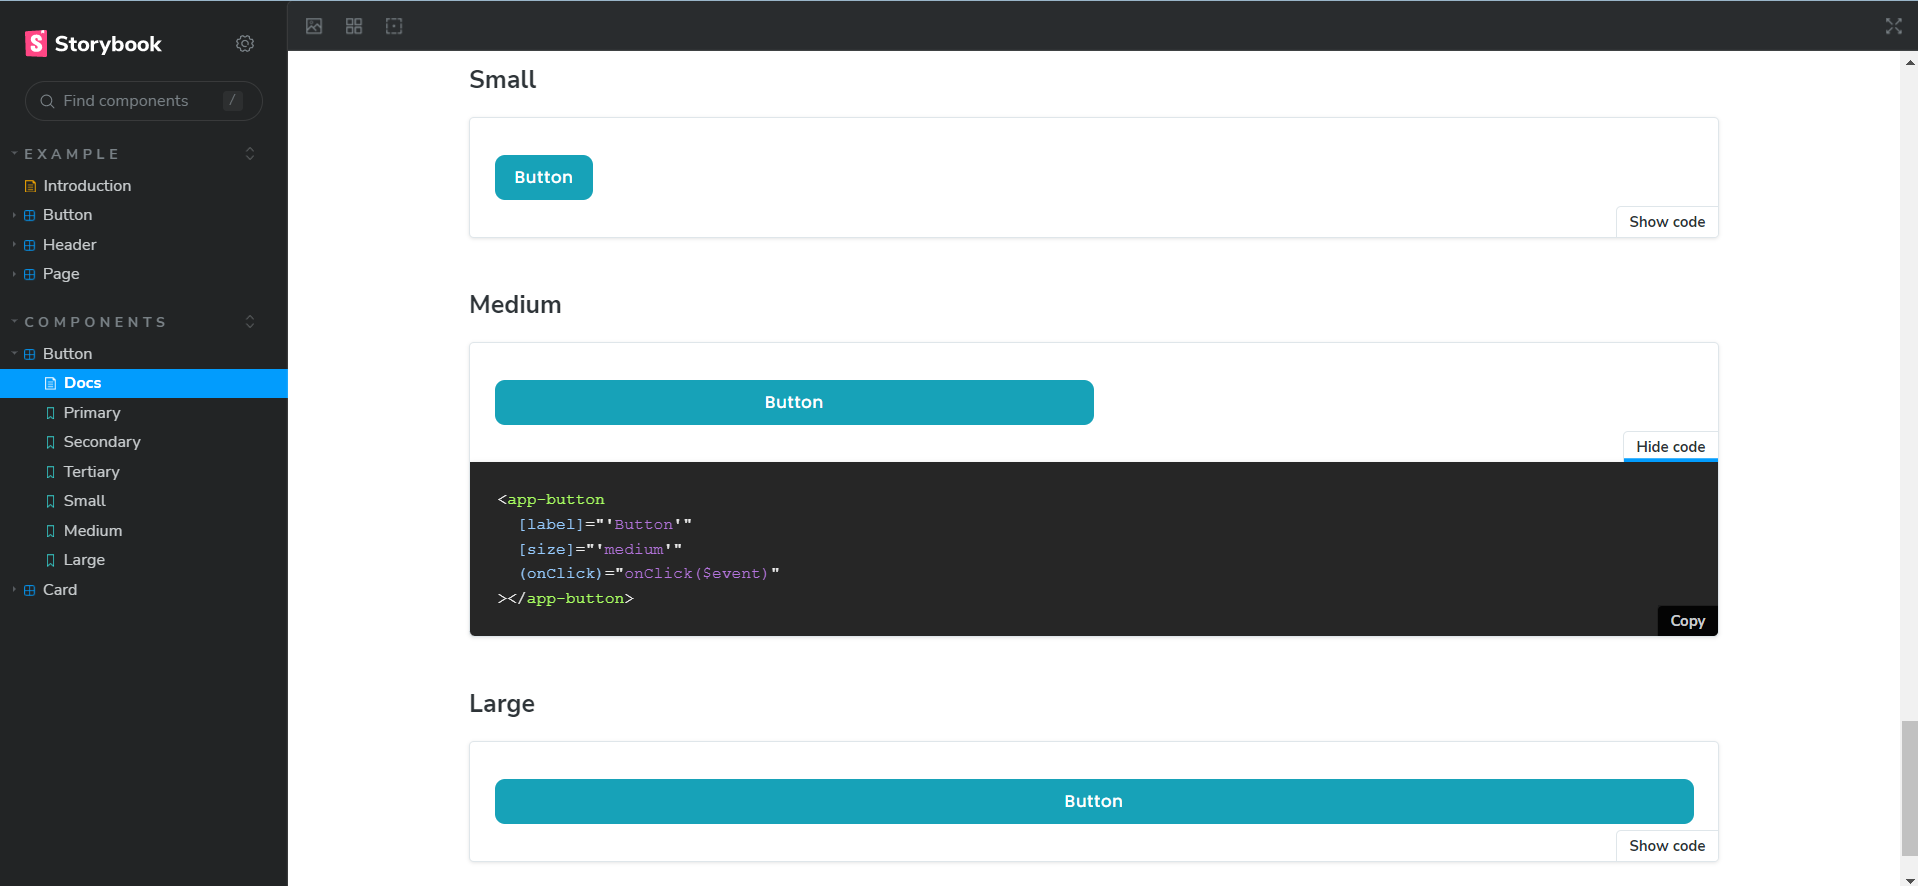 Storybook
Find components /
EXAMPLE
Introduction
Button
Header
Page
COMPONENTS
Button
Docs
Primary
Secondary
Tertiary
Small
Medium
Large
Card
Small
Button
Show code
Medium
Button
Hide code
<app-button
[label]="'Button'"
[size]="'medium'"
(onClick)="onClick($event)"
></app-button>
Copy
Large
Button
Show code